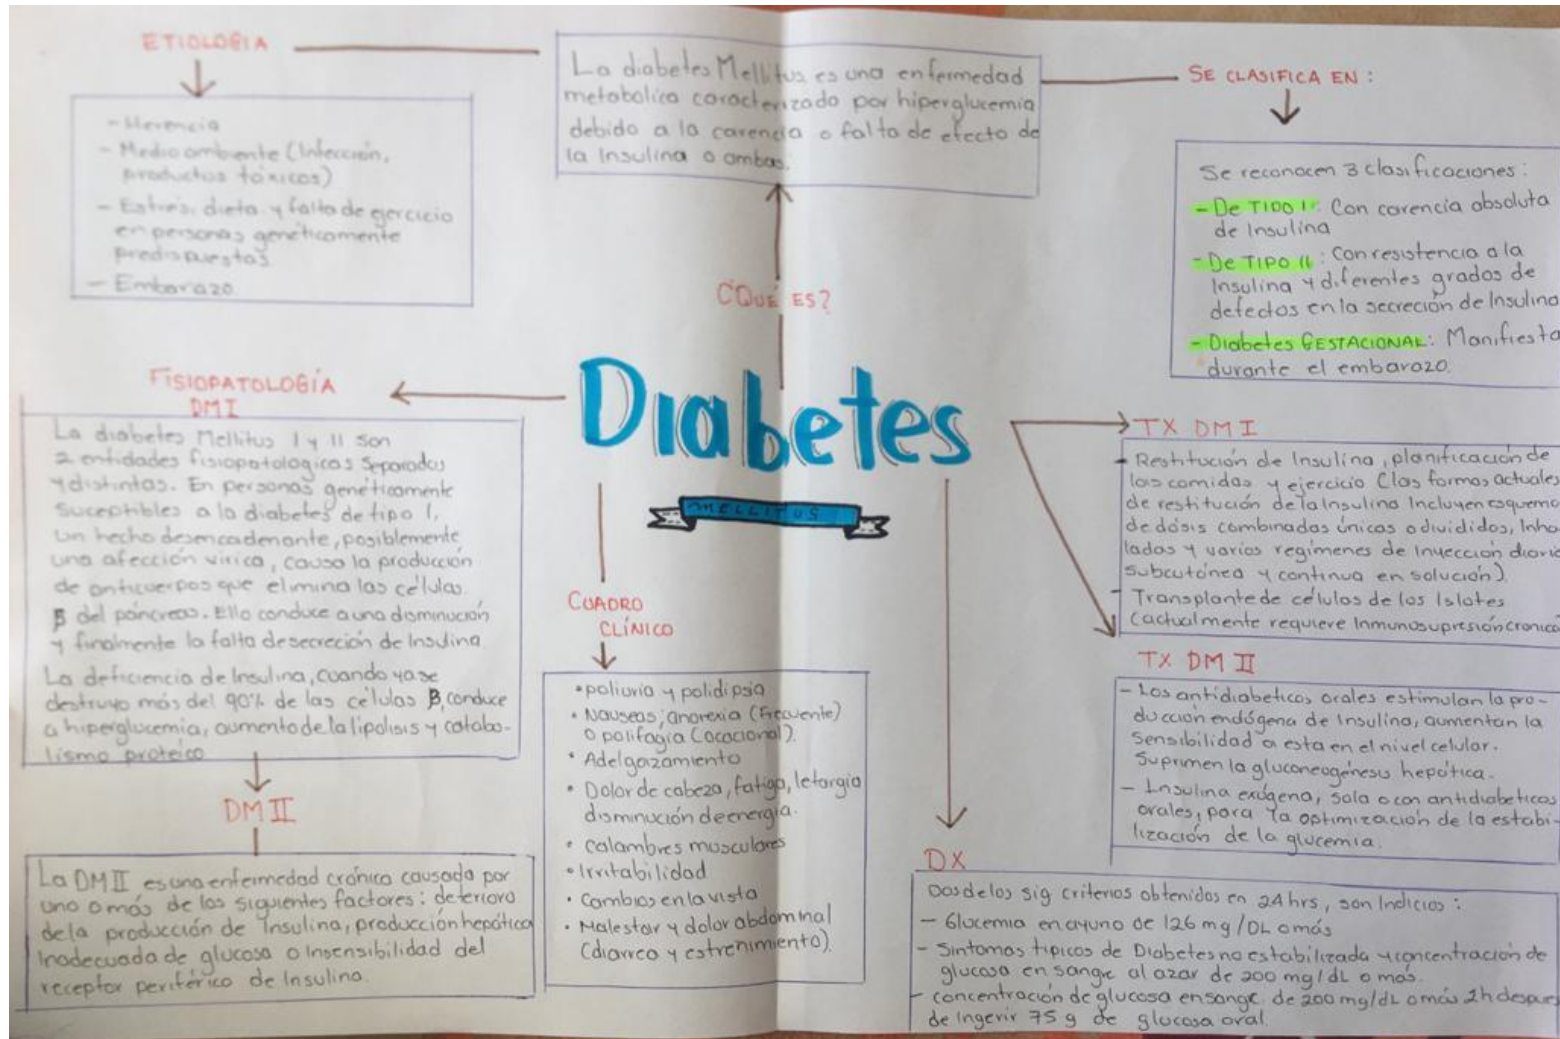 ETIOLOGIA
- Herencia
- Medio ambiente (Infección,
productos tóxicos)
- Estrés, dieta y falta de ejercicio
en personas genéticamente
predispuestas
- Embarazo.
La diabetes Mellitus es una enfermedad
metabolica caracterizado por hiperglucemia
debido a la carencia o falta de efecto de
la Insulina o ambas.
¿QUÉ ES?
SE CLASIFICA EN :
Se reconocen 3 clasificaciones :
- De TIPO I : Con carencia absoluta
de Insulina
- De TIPO II : Con resistencia a la
Insulina y diferentes grados de
defectos en la secreción de Insulina
- Diabetes GESTACIONAL : Manifiesta
durante el embarazo.
Diabetes
MELLITUS
FISIOPATOLOGÍA
DM I
La diabetes Mellitus I y II son
2 entidades fisiopatologicas separadas
y distintas. En personas genéticamente
suceptibles a la diabetes de tipo I,
un hecho desencadenante, posiblemente
una afección virica, causa la producción
de anticuerpos que elimina las células
β del páncreas. Ello conduce a una disminución
y finalmente la falta de secreción de Insulina.
La deficiencia de Insulina, cuando ya se
destruyo más del 90% de las células β, conduce
a hiperglucemia, aumento de la lipolisis y catabo-
lismo proteico
DM II
La DM II es una enfermedad crónica causada por
uno o más de los siguientes factores : deterioro
de la producción de Insulina, producción hepática
Inadecuada de glucosa o Insensibilidad del
receptor periférico de Insulina.
CUADRO
CLÍNICO
• poliuria y polidipsia
• Nauseas, anorexia (Frecuente)
o polifagia (ococional).
• Adelgazamiento
• Dolor de cabeza, fatiga, letargia
disminución de energia.
• calambres musculares
• Irritabilidad
• Cambios en la vista
• Malestar y dolor abdominal
(diarrea y estreñimiento).
TX DM I
- Restitución de Insulina, planificación de
las comidas y ejercicio (las formas actuales
de restitución de la Insulina Incluyen esquema
de dósis combinadas únicas o dividídos, Inha-
ladas y varios regímenes de Inyección diaria
subcutánea y continua en solución).
- Transplante de células de los Islotes
(actualmente requiere Inmunosupresión cronica
TX DM II
- Los antidiabeticos orales estimulan la pro-
ducción endógena de Insulina, aumentan la
sensibilidad a esta en el nivel celular.
Suprimen la gluconeogénesis hepática.
- Insulina exógena, sola o con antidiabeticos
orales, para la optimización de la estabi-
lización de la glucemia.
DX
Dos de los sig criterios obtenidos en 24 hrs, son Indicios :
- Glucemia en ayuno de 126 mg/DL o más
- Sintomas típicos de Diabetes no estabilizada y concentración de
glucosa en sangre al azar de 200 mg/dL o más.
- concentración de glucosa en sangre de 200 mg/dL o más 2h despues
de Ingerir 75 g de glucosa oral.